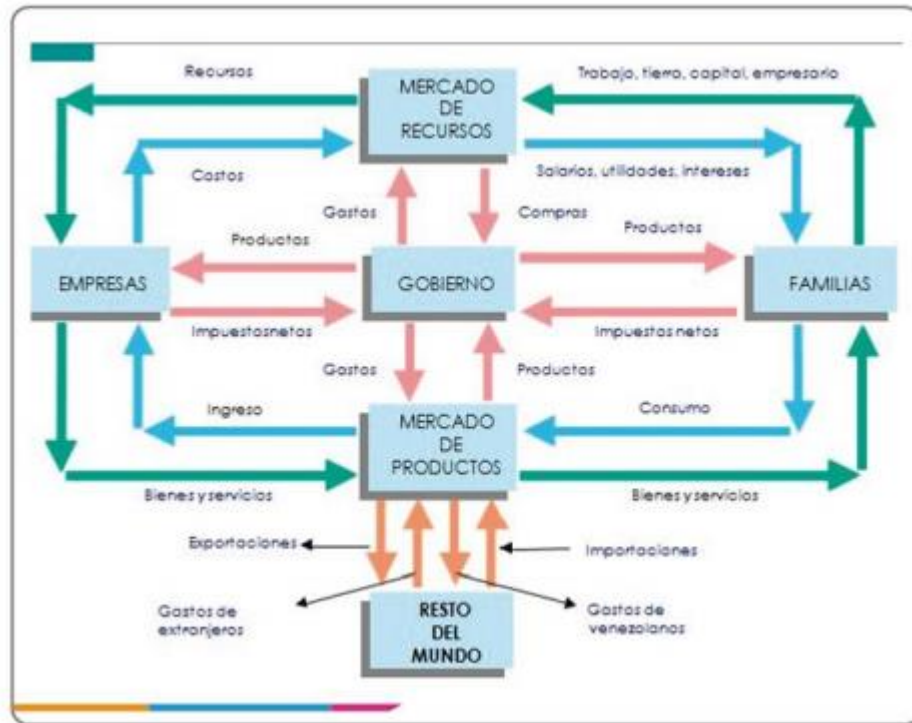 Recursos
MERCADO
DE
RECURSOS
Trabajo, tierra, capital, empresario
Costos
Salarios, utilidades, intereses
Gastos
Compras
Productos
Productos
EMPRESAS
GOBIERNO
FAMILIAS
Impuestosnetos
Impuestos netos
Gastos
Productos
Ingreso
Consumo
MERCADO
DE
PRODUCTOS
Bienes y servicios
Bienes y servicios
Exportaciones
Importaciones
Gastos de
extranjeros
RESTO
DEL
MUNDO
Gastos de
venezolanos